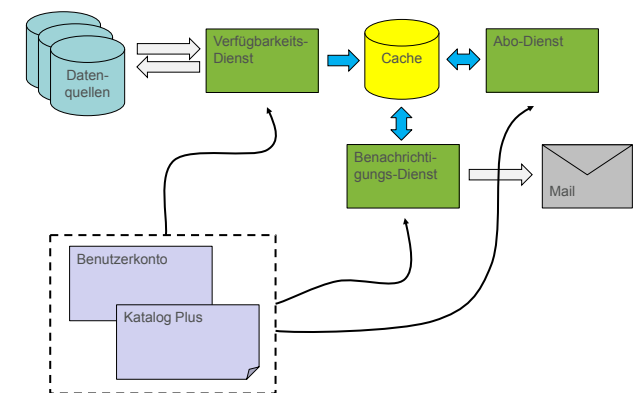 Daten-
quellen
Verfügbarkeits-
Dienst
Cache
Abo-Dienst
Benachrichti-
gungs-Dienst
Mail
Benutzerkonto
Katalog Plus